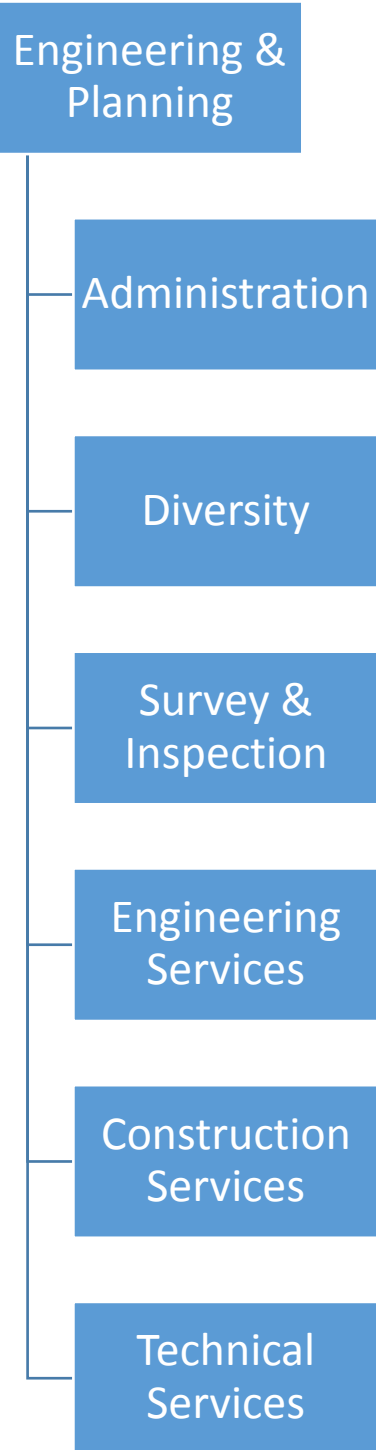 Engineering &
Planning
Administration
Diversity
Survey &
Inspection
Engineering
Services
Construction
Services
Technical
Services